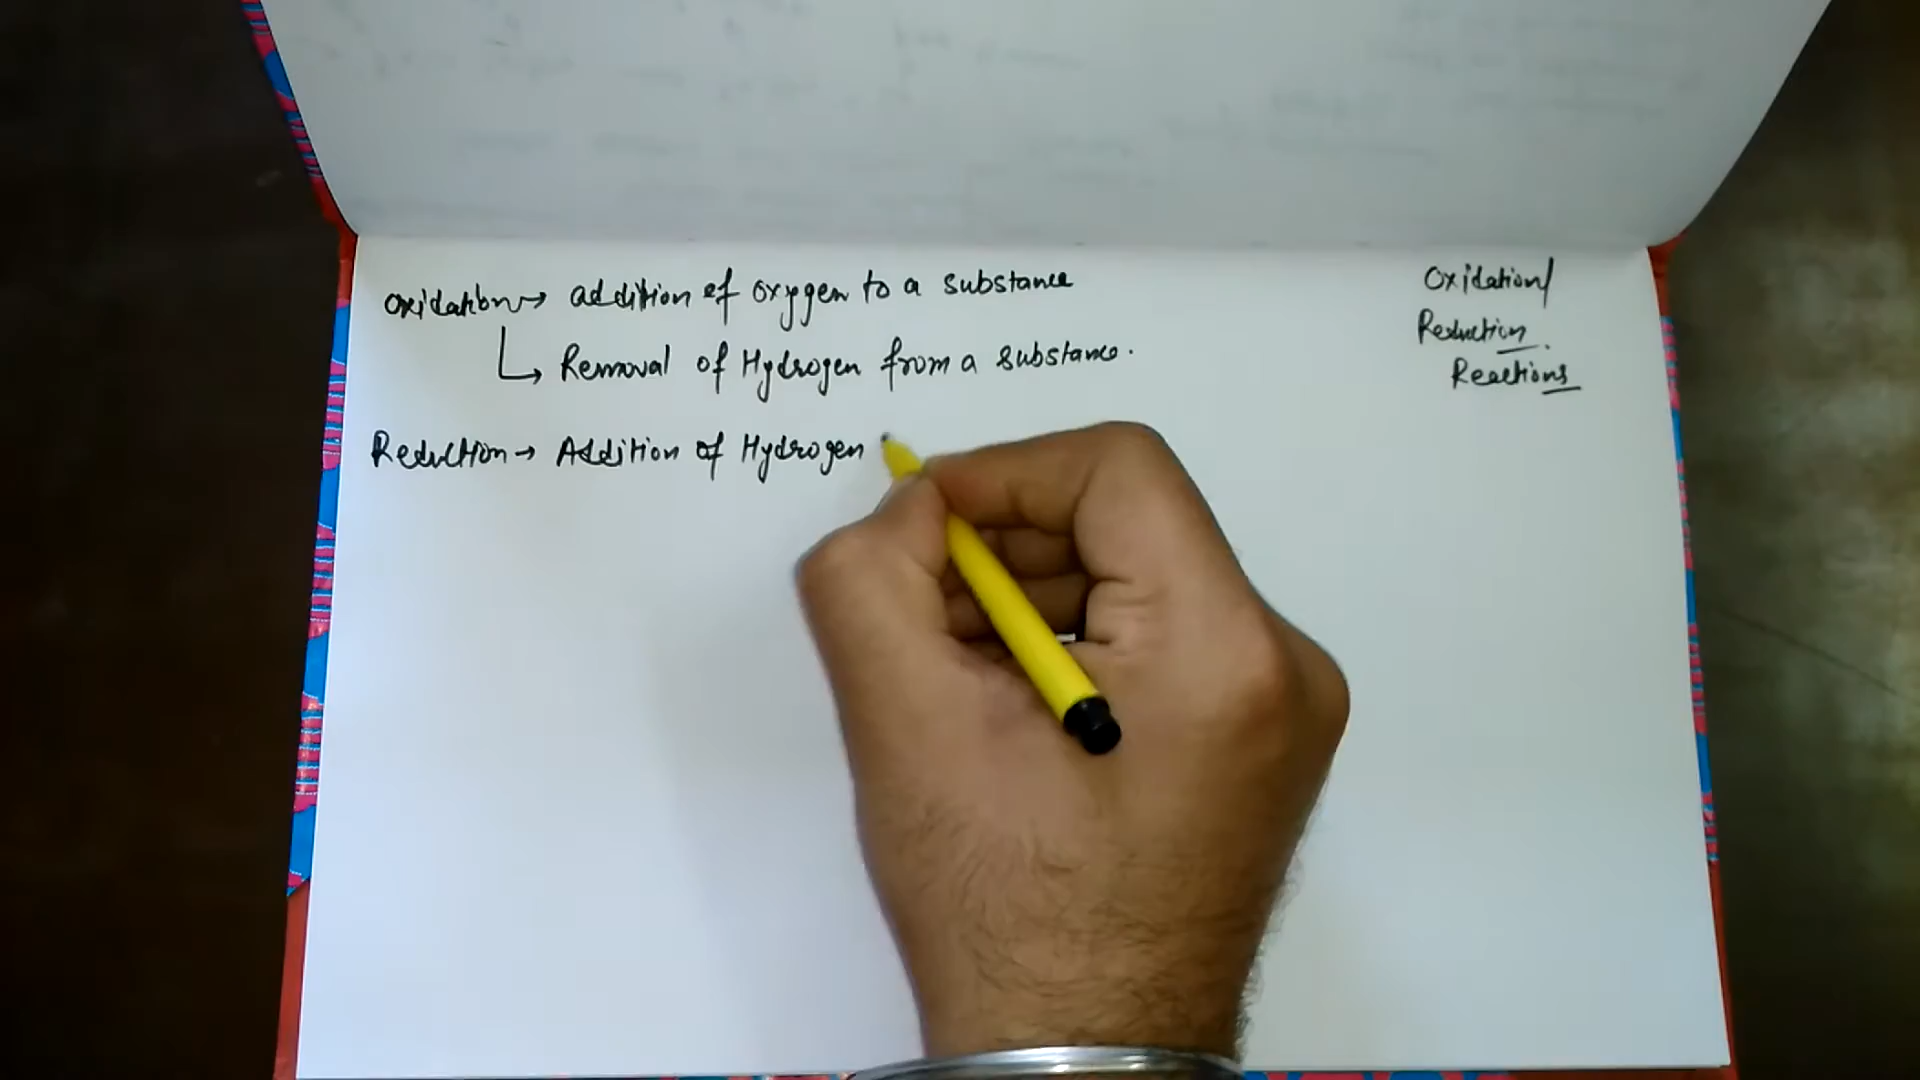 Oxidation → addition of oxygen to a substance
↳ Removal of Hydrogen from a substance.
Reduction → Addition of Hydrogen
Oxidation/
Reduction.
Reactions